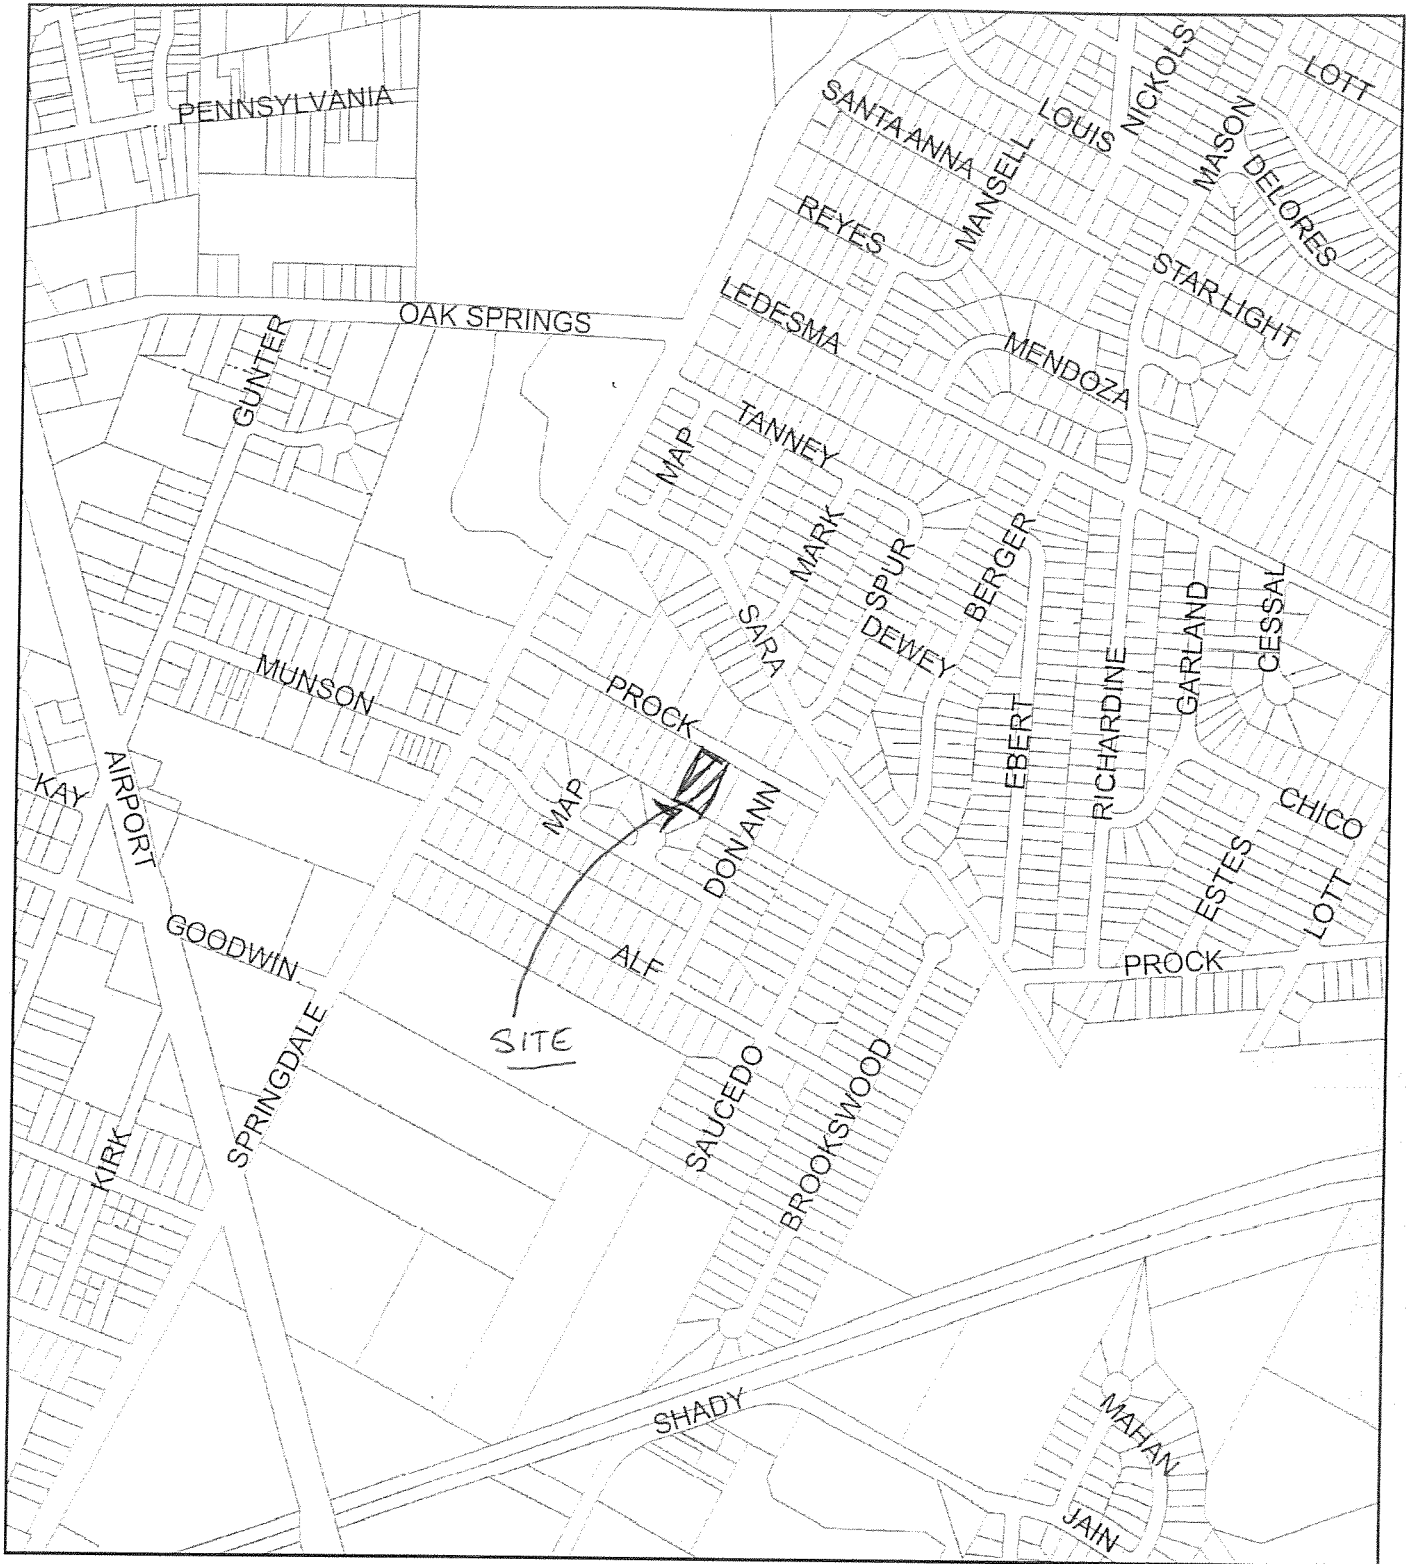 PENNSYLVANIA
NICKOLS
LOTT
SANTA ANNA
LOUIS
MASON
MANSELL
DELORES
REYES
STAR LIGHT
LEDESMA
OAK SPRINGS
GUNTER
MENDOZA
TANNEY
MAP
MARK
SPUR
BERGER
DEWEY
CESSAL
GARLAND
SARA
MUNSON
PROCK
EBERT
RICHARDINE
KAY
AIRPORT
MAP
DON ANN
CHICO
ESTES
LOTT
GOODWIN
ALF
PROCK
SITE
SPRINGDALE
SAUCEDO
BROOKSWOOD
KIRK
SHADY
MAHAN
JAIN